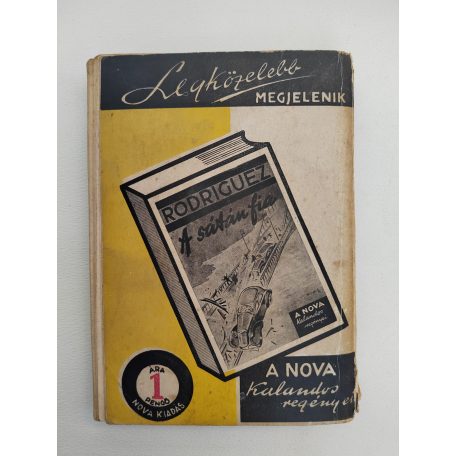 Legközelebb
MEGJELENIK
RODRIGUEZ
A sátán fia
A NOVA
Kalandos
regényei
A NOVA
Kalandos
regényei
ÁRA
1
PENGŐ
NOVA KIADÁS